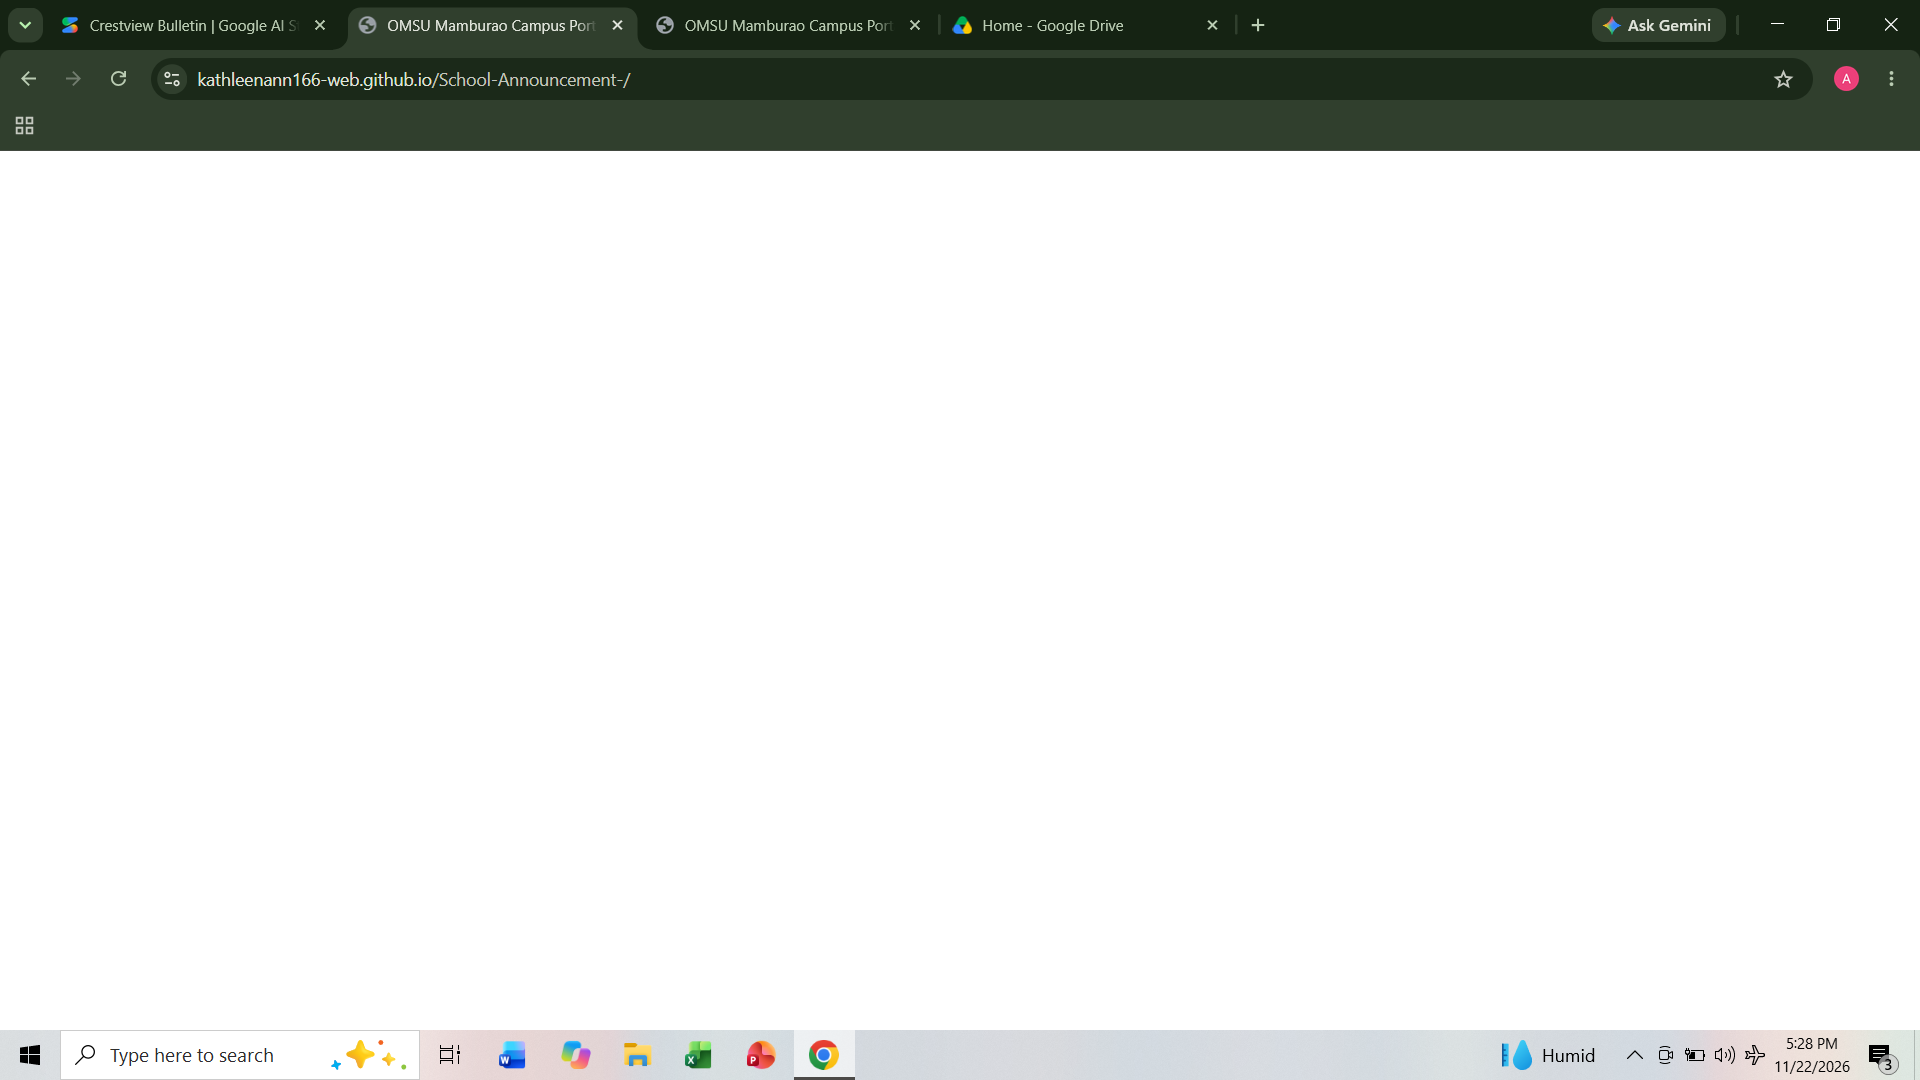 Crestview Bulletin | Google AI S
OMSU Mamburao Campus Port
OMSU Mamburao Campus Port
Home - Google Drive
Ask Gemini
kathleenann166-web.github.io/School-Announcement-/
A
Type here to search
Humid
5:28 PM
11/22/2026
3